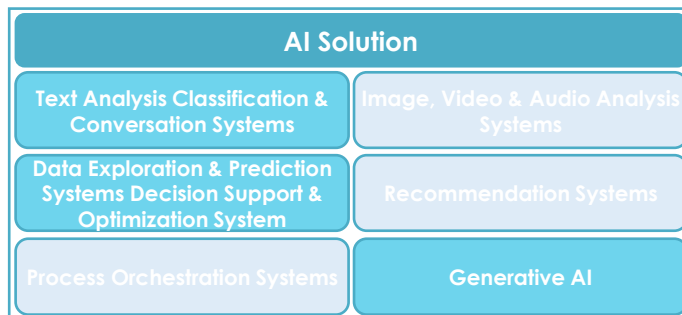 AI Solution
Text Analysis Classification &
Conversation Systems
Image, Video & Audio Analysis
Systems
Data Exploration & Prediction
Systems Decision Support &
Optimization System
Recommendation Systems
Process Orchestration Systems
Generative AI